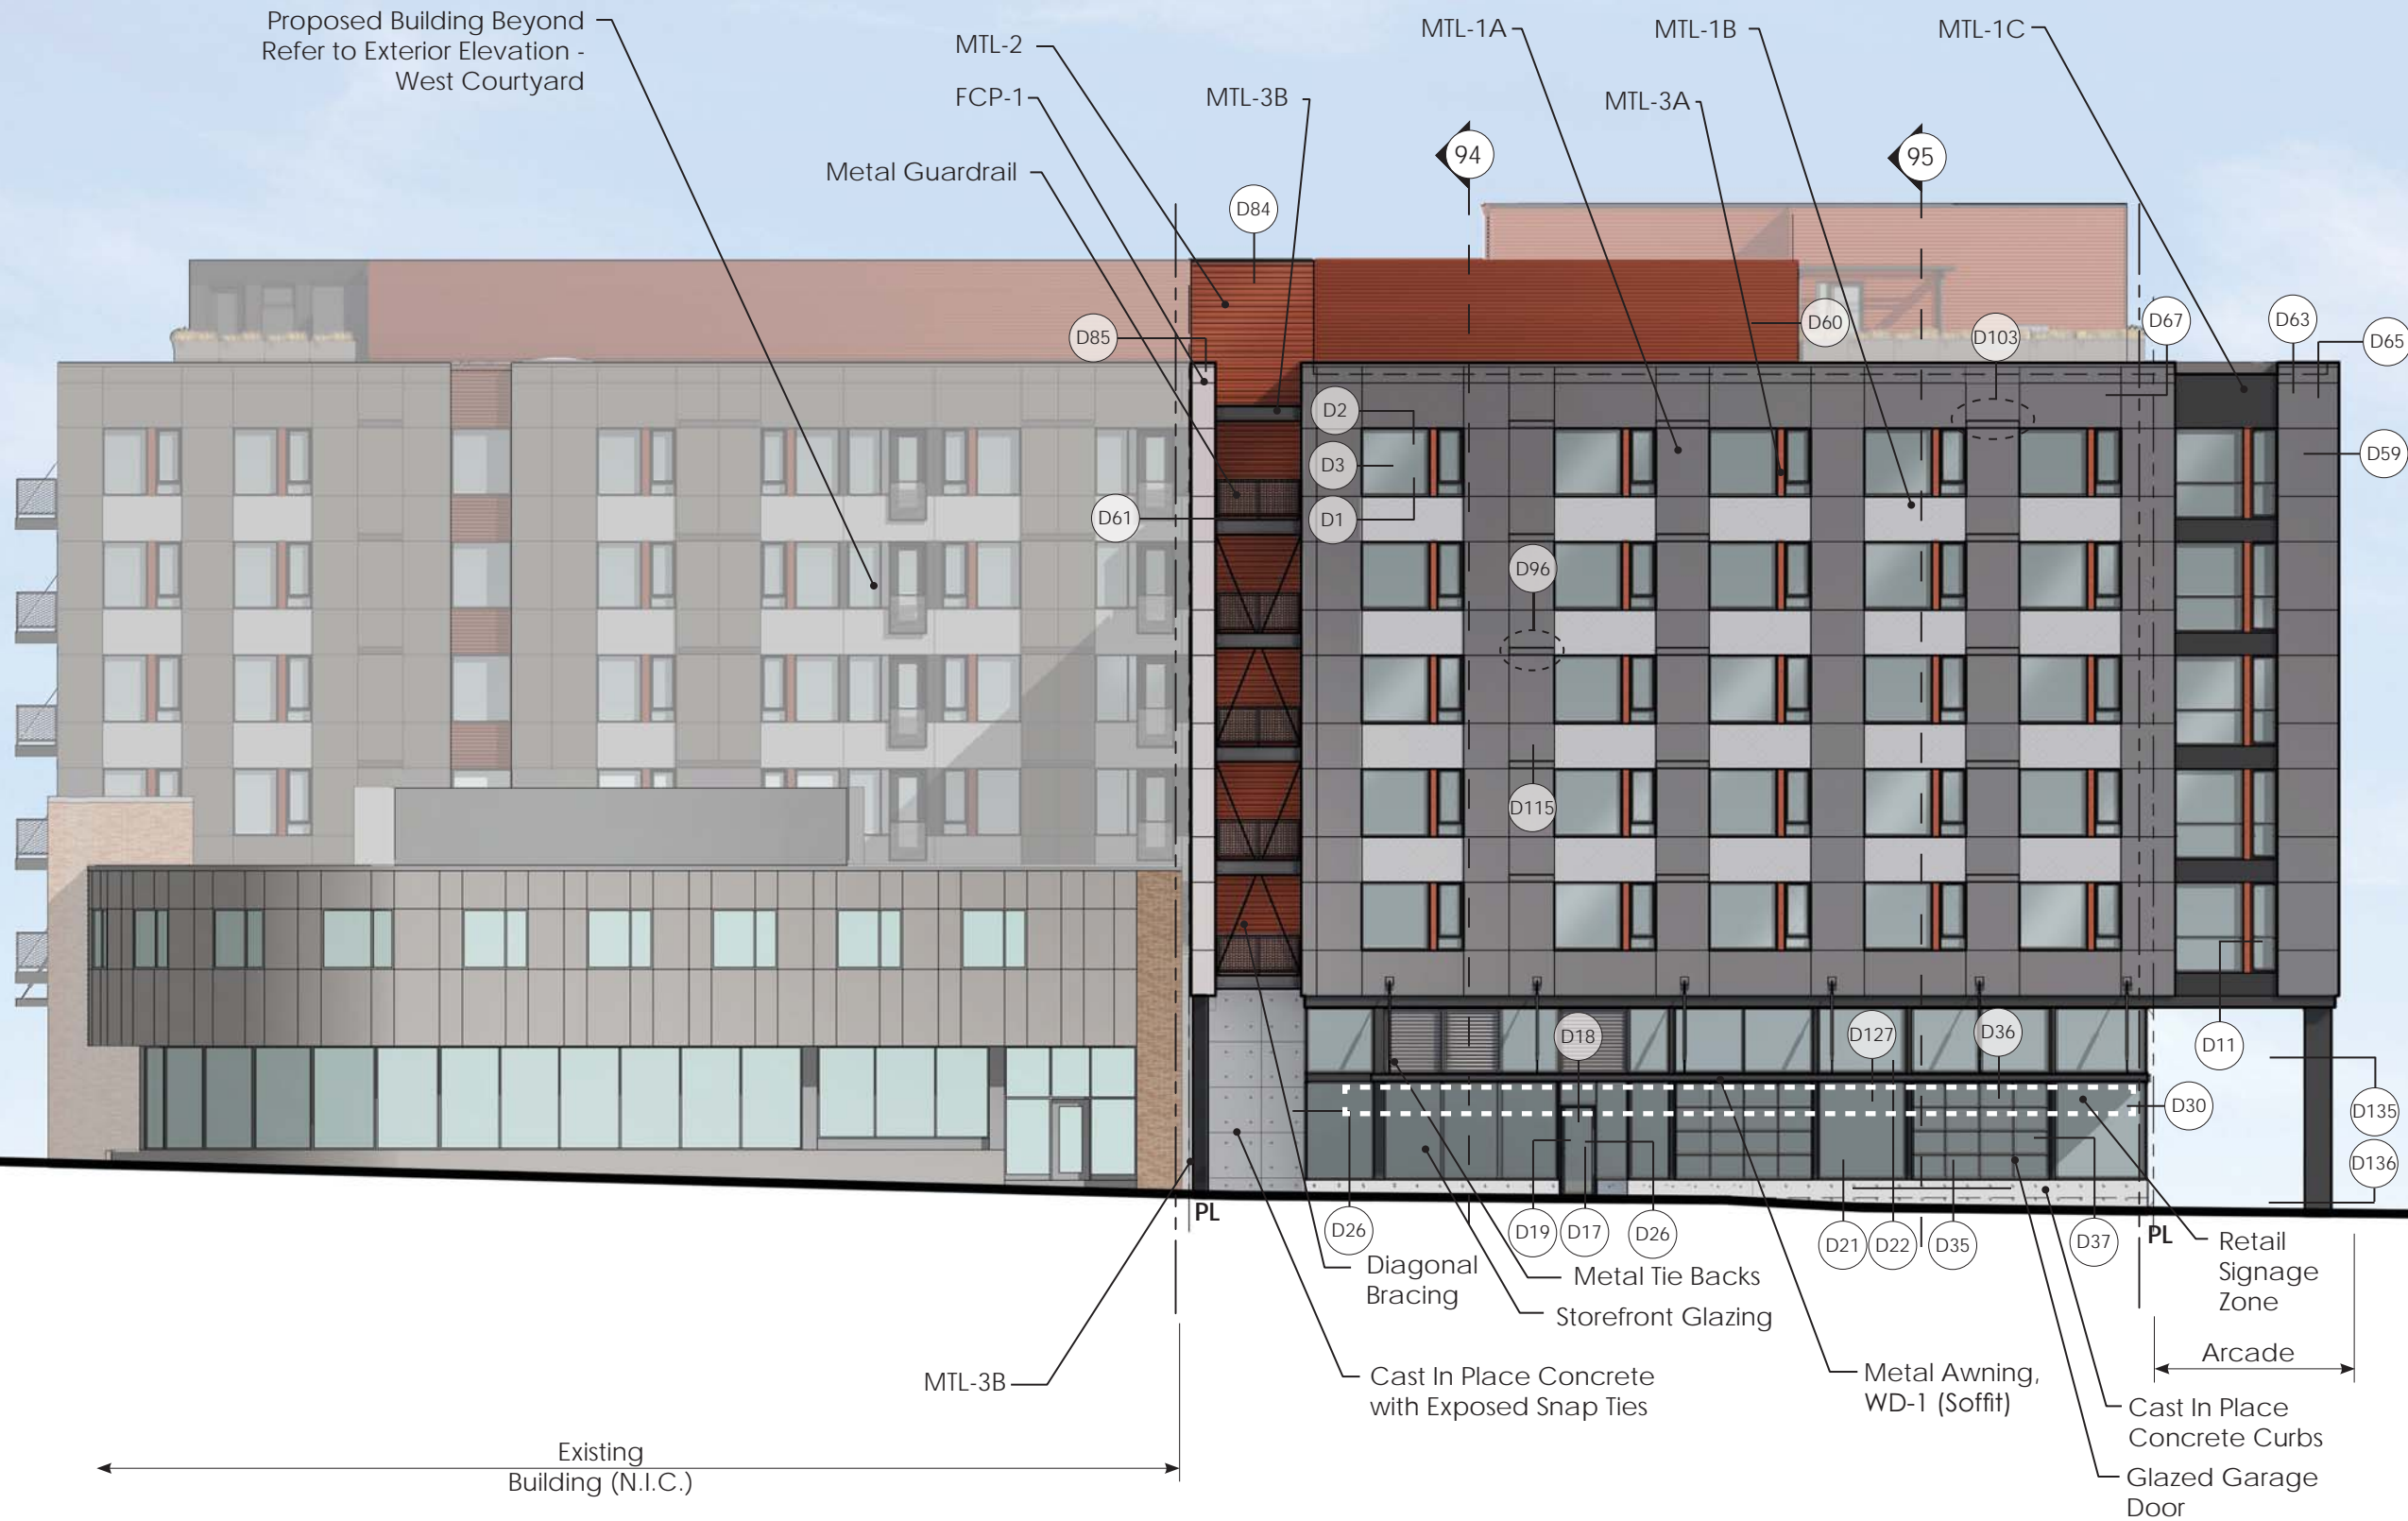 Proposed Building Beyond
Refer to Exterior Elevation -
West Courtyard
MTL-2
FCP-1
Metal Guardrail
MTL-3B
MTL-1A
MTL-3A
MTL-1B
MTL-1C
94
95
D84
D85
D60
D103
D67
D63
D65
D2
D3
D1
D59
D61
D96
D115
D18
D127
D36
D11
D30
D135
D136
PL
D26
D19
D17
D26
D21
D22
D35
D37
PL
Retail
Signage
Zone
Diagonal
Bracing
Metal Tie Backs
Storefront Glazing
Arcade
MTL-3B
Cast In Place Concrete
with Exposed Snap Ties
Metal Awning,
WD-1 (Soffit)
Cast In Place
Concrete Curbs
Glazed Garage
Door
Existing
Building (N.I.C.)